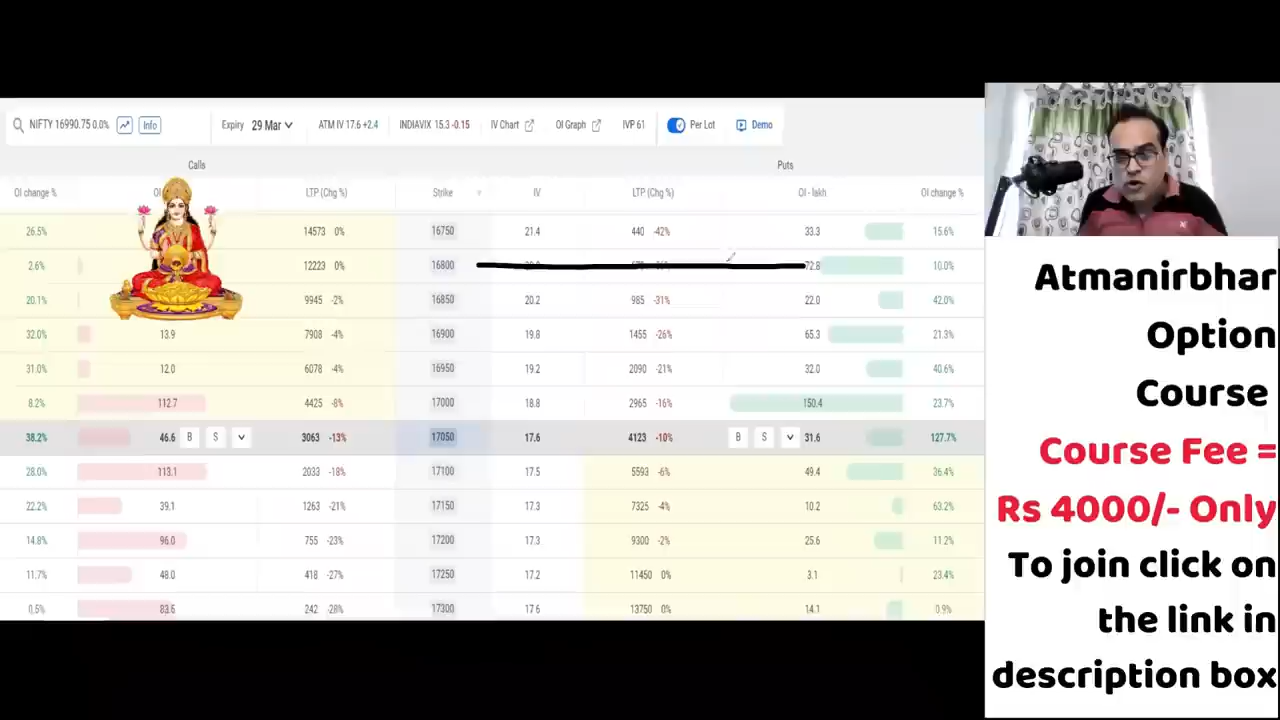 NIFTY 16990.75 0.0% Info Expiry 29 Mar ATM IV 17.6 +2.4 INDIAVIX 15.3 -0.15 IV Chart OI Graph IVP 61 Per Lot Demo
Calls Puts
OI change % LTP (Chg %) Strike IV LTP (Chg %) OI - lakh OI change %
26.5% 14573 0% 16750 21.4 440 -42% 33.3 15.6%
2.6% 12223 0% 16800 72.8 10.0%
20.1% 9945 -2% 16850 20.2 985 -31% 22.0 42.0%
32.0% 13.9 7908 -4% 16900 19.8 1455 -26% 65.3 21.3%
31.0% 12.0 6078 -4% 16950 19.2 2090 -21% 32.0 40.6%
8.2% 112.7 4425 -8% 17000 18.8 2965 -16% 150.4 23.7%
38.2% 46.6 B S 3063 -13% 17050 17.6 4123 -10% B S 31.6 127.7%
28.0% 113.1 2033 -18% 17100 17.5 5593 -6% 49.4 36.4%
22.2% 39.1 1263 -21% 17150 17.3 7325 -4% 10.2 63.2%
14.8% 96.0 755 -23% 17200 17.3 9300 -2% 25.6 11.2%
11.7% 48.0 418 -27% 17250 17.2 11450 0% 3.1 23.4%
0.5% 83.6 242 -28% 17300 17.6 13750 0% 14.1 0.9%
Atmanirbhar
Option
Course
Course Fee =
Rs 4000/- Only
To join click on
the link in
description box